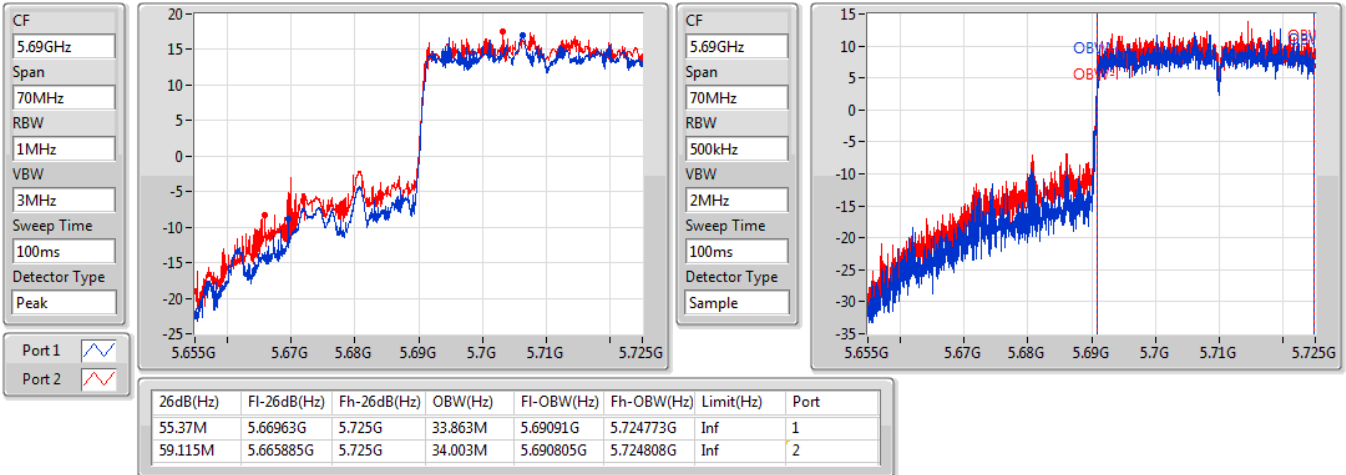 CF
5.69GHz
Span
70MHz
RBW
1MHz
VBW
3MHz
Sweep Time
100ms
Detector Type
Peak
Port 1
Port 2
20
15
10
5
0
-5
-10
-15
-20
-25
5.655G 5.67G 5.68G 5.69G 5.7G 5.71G 5.725G
CF
5.69GHz
Span
70MHz
RBW
500kHz
VBW
2MHz
Sweep Time
100ms
Detector Type
Sample
15
10
5
0
-5
-10
-15
-20
-25
-30
-35
5.655G 5.67G 5.68G 5.69G 5.7G 5.71G 5.725G
26dB(Hz) Fl-26dB(Hz) Fh-26dB(Hz) OBW(Hz) Fl-OBW(Hz) Fh-OBW(Hz) Limit(Hz) Port
55.37M 5.66963G 5.725G 33.863M 5.69091G 5.724773G Inf 1
59.115M 5.665885G 5.725G 34.003M 5.690805G 5.724808G Inf 2